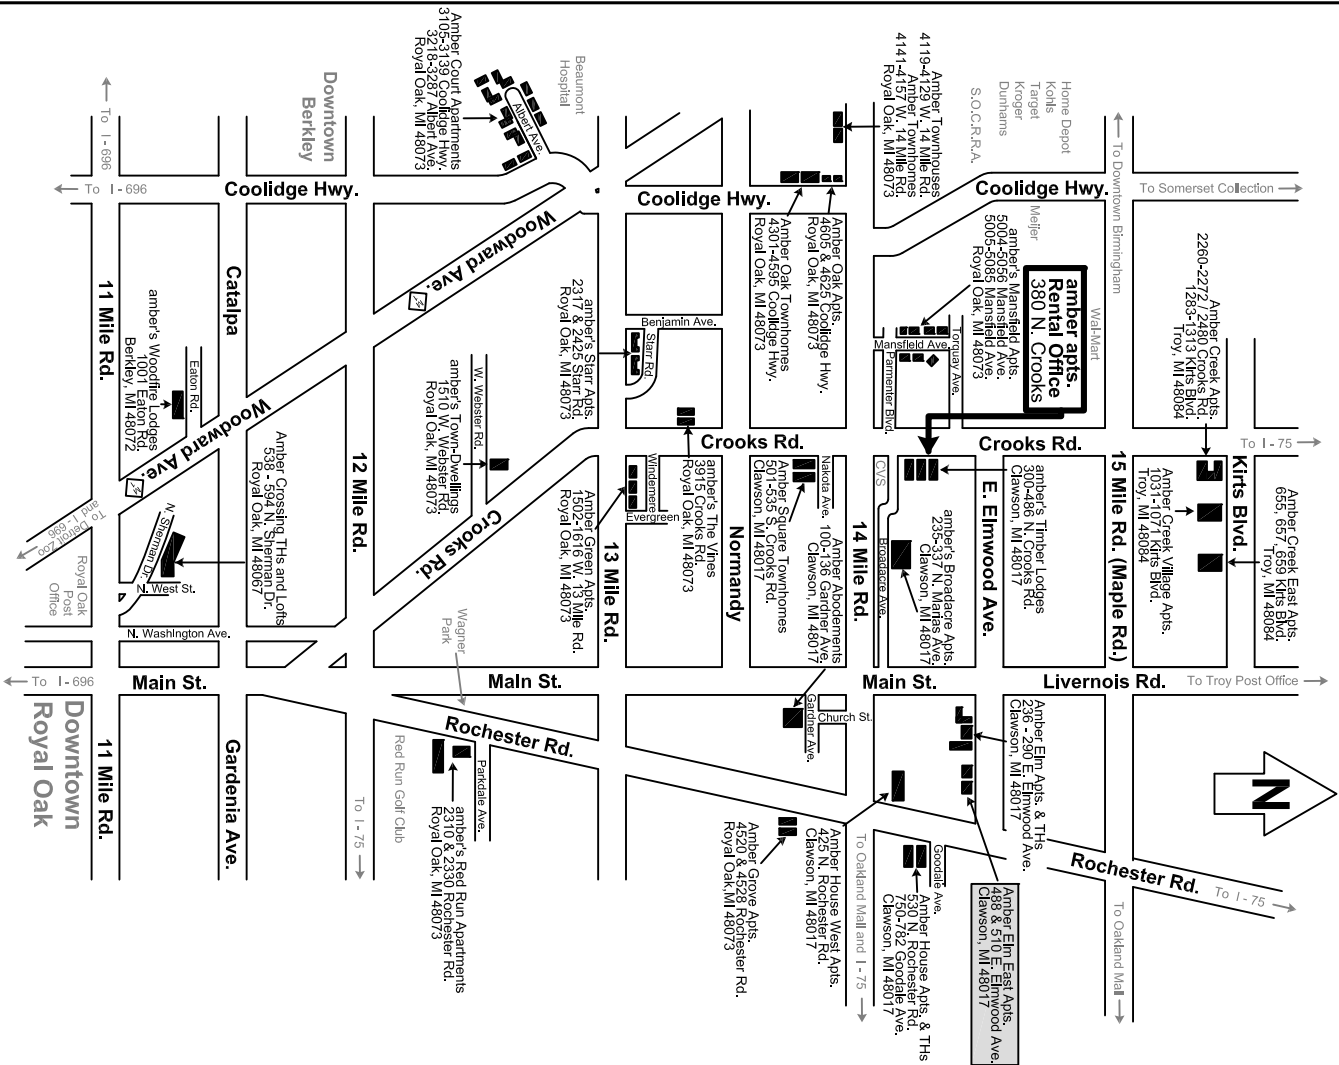 Home Depot
Kohls
Target
Kroger
Dunhams
S.O.C.R.R.A.
Amber Townhouses
4119-4129 W. 14 Mile Rd.
Amber Townhomes
4141-4157 W. 14 Mile Rd.
Royal Oak, MI 48073
Beaumont
Hospital
Albert Ave.
Amber Court Apartments
3105-3139 Coolidge Hwy.
3218-3287 Albert Ave.
Royal Oak, MI 48073
Downtown
Berkley
To I - 696
To I - 696
Coolidge Hwy.
Coolidge Hwy.
Coolidge Hwy.
To Downtown Birmingham
To Somerset Collection
Amber Creek Apts.
2260-2272 / 2480 Crooks Rd.
1283-1313 Kirts Blvd.
Troy, MI 48084
Meijer
Wal-Mart
amber apts.
Rental Office
380 N. Crooks
amber's Mansfield Apts.
5004-5056 Mansfield Ave.
5005-5085 Mansfield Ave.
Royal Oak, MI 48073
Torquay Ave.
Mansfield Ave.
Parmenter Blvd.
Amber Oak Apts.
4605 & 4625 Coolidge Hwy.
Royal Oak, MI 48073
Amber Oak Townhomes
4301-4595 Coolidge Hwy.
Royal Oak, MI 48073
Benjamin Ave.
Starr Rd.
amber's Starr Apts.
2317 & 2425 Starr Rd.
Royal Oak, MI 48073
Woodward Ave.
Woodward Ave.
W. Webster Rd.
amber's Town-Dwellings
1510 W. Webster Rd.
Royal Oak, MI 48073
Catalpa
11 Mile Rd.
Eaton Rd.
amber's Woodfire Lodges
1001 Eaton Rd.
Berkley, MI 48072
Amber Crossing THs and Lofts
538 - 594 N. Sherman Dr.
Royal Oak, MI 48067
N. Sherman Dr.
N. West St.
N. Washington Ave.
To Detroit Zoo
and I - 696
Royal Oak
Post
Office
12 Mile Rd.
Crooks Rd.
Crooks Rd.
Crooks Rd.
To I - 75
Kirts Blvd.
Amber Creek East Apts.
655, 657, 659 Kirts Blvd.
Troy, MI 48084
Amber Creek Village Apts.
1031-1071 Kirts Blvd.
Troy, MI 48084
15 Mile Rd. (Maple Rd.)
amber's Timber Lodges
300-486 N. Crooks Rd.
Clawson, MI 48017
E. Elmwood Ave.
amber's Broadacre Apts.
235-337 N. Marias Ave.
Clawson, MI 48017
CVS
Broadacre Ave.
14 Mile Rd.
Nakota Ave.
Amber Abodements
100-136 Gardner Ave.
Clawson, MI 48017
Amber Square Townhomes
501-535 S. Crooks Rd.
Clawson, MI 48017
Normandy
amber's The Vines
3915 Crooks Rd.
Royal Oak, MI 48073
Windemere
Evergreen
13 Mile Rd.
Amber Green Apts.
1502-1616 W. 13 Mile Rd.
Royal Oak, MI 48073
Wagner
Park
To I - 696
Main St.
Main St.
Main St.
Livernois Rd.
To Troy Post Office
Downtown
Royal Oak
11 Mile Rd.
Gardenia Ave.
To I - 75
Red Run Golf Club
Rochester Rd.
Parkdale Ave.
amber's Red Run Apartments
2310 & 2330 Rochester Rd.
Royal Oak, MI 48073
Church St.
Gardner Ave.
Amber Grove Apts.
4520 & 4528 Rochester Rd.
Royal Oak, MI 48073
Amber House West Apts.
425 N. Rochester Rd.
Clawson, MI 48017
To Oakland Mall and I - 75
Goodale Ave.
Amber House Apts. & THs
530 N. Rochester Rd.
750-782 Goodale Ave.
Clawson, MI 48017
Amber Elm Apts. & THs
236 - 290 E. Elmwood Ave.
Clawson, MI 48017
Amber Elm East Apts.
488 & 510 E. Elmwood Ave.
Clawson, MI 48017
Rochester Rd.
To I - 75
To Oakland Mall
N